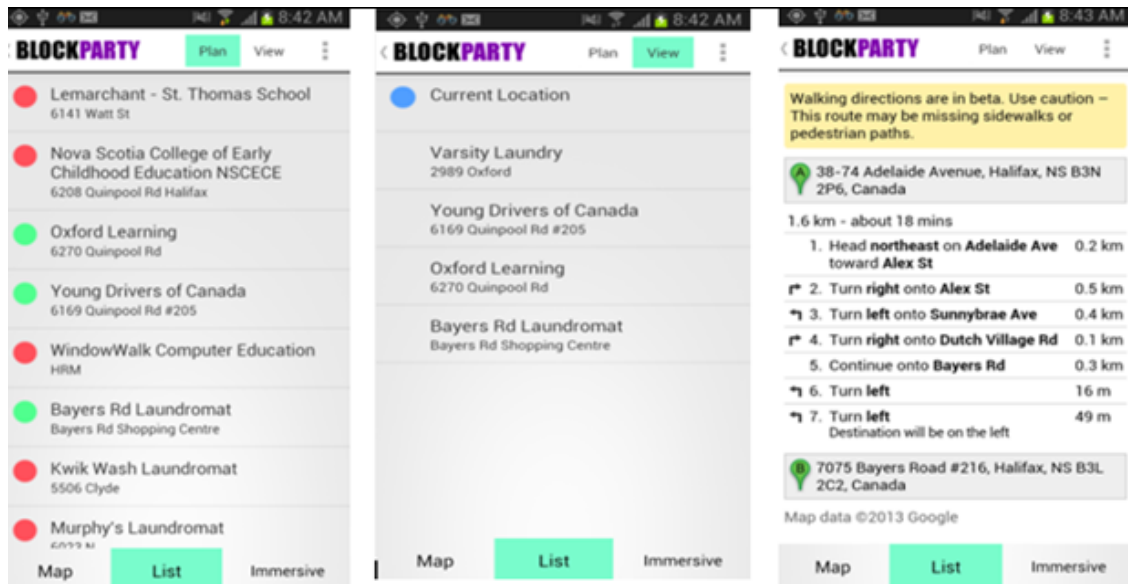 8:42 AM
BLOCKPARTY Plan View
Lemarchant - St. Thomas School
6141 Watt St
Nova Scotia College of Early
Childhood Education NSCECE
6208 Quinpool Rd Halifax
Oxford Learning
6270 Quinpool Rd
Young Drivers of Canada
6169 Quinpool Rd #205
WindowWalk Computer Education
HRM
Bayers Rd Laundromat
Bayers Rd Shopping Centre
Kwik Wash Laundromat
5506 Clyde
Murphy's Laundromat
6023 N
Map List Immersive
8:42 AM
BLOCKPARTY Plan View
Current Location
Varsity Laundry
2989 Oxford
Young Drivers of Canada
6169 Quinpool Rd #205
Oxford Learning
6270 Quinpool Rd
Bayers Rd Laundromat
Bayers Rd Shopping Centre
Map List Immersive
8:43 AM
BLOCKPARTY Plan View
Walking directions are in beta. Use caution –
This route may be missing sidewalks or
pedestrian paths.
A 38-74 Adelaide Avenue, Halifax, NS B3N
2P6, Canada
1.6 km - about 18 mins
1. Head northeast on Adelaide Ave 0.2 km
toward Alex St
2. Turn right onto Alex St 0.5 km
3. Turn left onto Sunnybrae Ave 0.4 km
4. Turn right onto Dutch Village Rd 0.1 km
5. Continue onto Bayers Rd 0.3 km
6. Turn left 16 m
7. Turn left 49 m
Destination will be on the left
B 7075 Bayers Road #216, Halifax, NS B3L
2C2, Canada
Map data ©2013 Google
Map List Immersive